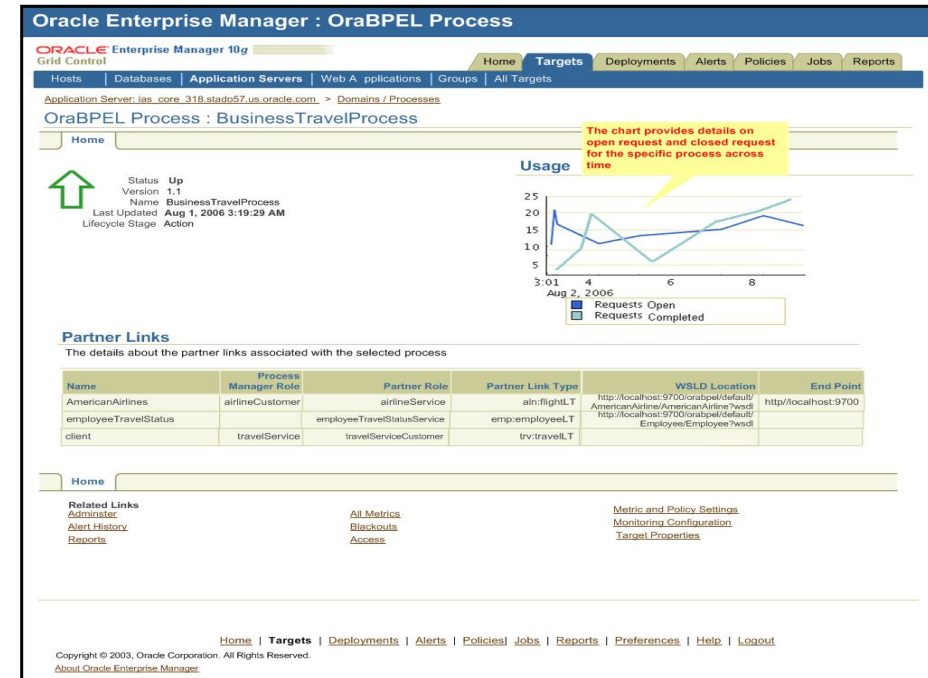 Oracle Enterprise Manager : OraBPEL Process
ORACLE Enterprise Manager 10g
Grid Control
Home Targets Deployments Alerts Policies Jobs Reports
Hosts | Databases | Application Servers | Web A pplications | Groups | All Targets
Application Server: ias_core_318.stado57.us.oracle.com > Domains / Processes
OraBPEL Process : BusinessTravelProcess
Home
The chart provides details on
open request and closed request
for the specific process across
time
Usage
Status Up
Version 1.1
Name BusinessTravelProcess
Last Updated Aug 1, 2006 3:19:29 AM
Lifecycle Stage Action
25
20
15
10
5
3:01 4 6 8
Aug 2, 2006
Requests Open
Requests Completed
Partner Links
The details about the partner links associated with the selected process
Name Process Manager Role Partner Role Partner Link Type WSLD Location End Point
AmericanAirlines airlineCustomer airlineService aln:flightLT http://localhost:9700/orabpel/default/ AmericanAirline/AmericanAirline?wsdl http//localhost:9700
employeeTravelStatus employeeTravelStatusService emp:employeeLT http://localhost:9700/orabpel/default/ Employee/Employee?wsdl
client travelService travelServiceCustomer trv:travelLT
Home
Related Links
Adminster All Metrics Metric and Policy Settings
Alert History Blackouts Monitoring Configuration
Reports Access Target Properties
Home | Targets | Deployments | Alerts | Policies| Jobs | Reports | Preferences | Help | Logout
Copyright © 2003, Oracle Corporation. All Rights Reserved.
About Oracle Enterprise Manager